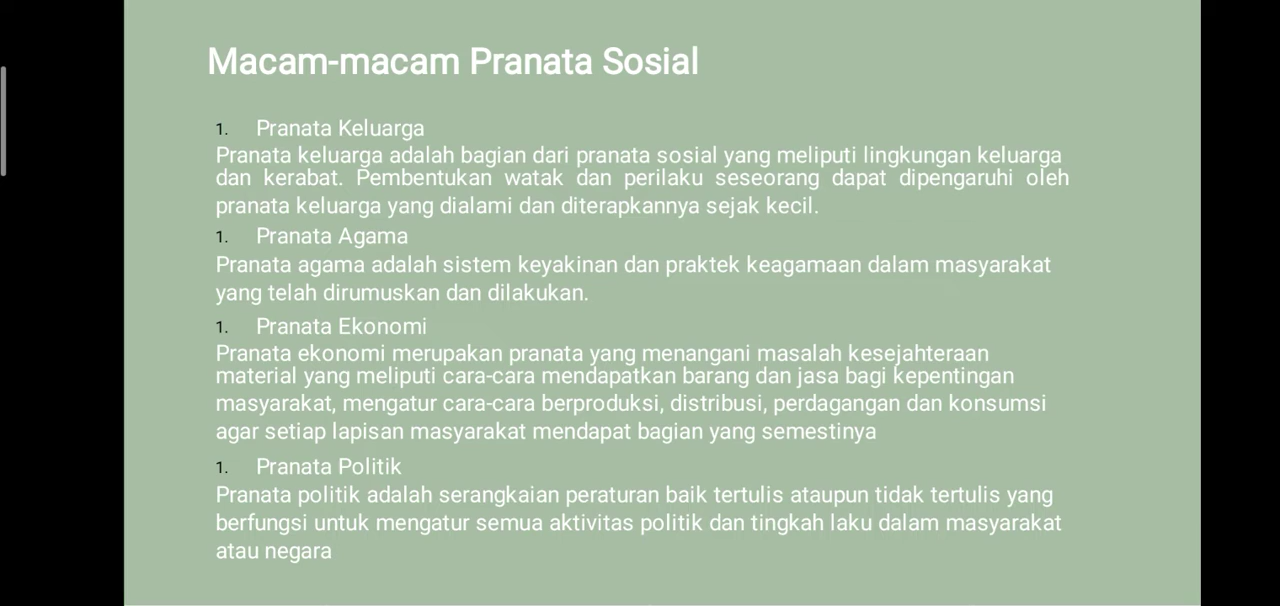 Macam-macam Pranata Sosial
1. Pranata Keluarga
Pranata keluarga adalah bagian dari pranata sosial yang meliputi lingkungan keluarga
dan kerabat. Pembentukan watak dan perilaku seseorang dapat dipengaruhi oleh
pranata keluarga yang dialami dan diterapkannya sejak kecil.
1. Pranata Agama
Pranata agama adalah sistem keyakinan dan praktek keagamaan dalam masyarakat
yang telah dirumuskan dan dilakukan.
1. Pranata Ekonomi
Pranata ekonomi merupakan pranata yang menangani masalah kesejahteraan
material yang meliputi cara-cara mendapatkan barang dan jasa bagi kepentingan
masyarakat, mengatur cara-cara berproduksi, distribusi, perdagangan dan konsumsi
agar setiap lapisan masyarakat mendapat bagian yang semestinya
1. Pranata Politik
Pranata politik adalah serangkaian peraturan baik tertulis ataupun tidak tertulis yang
berfungsi untuk mengatur semua aktivitas politik dan tingkah laku dalam masyarakat
atau negara